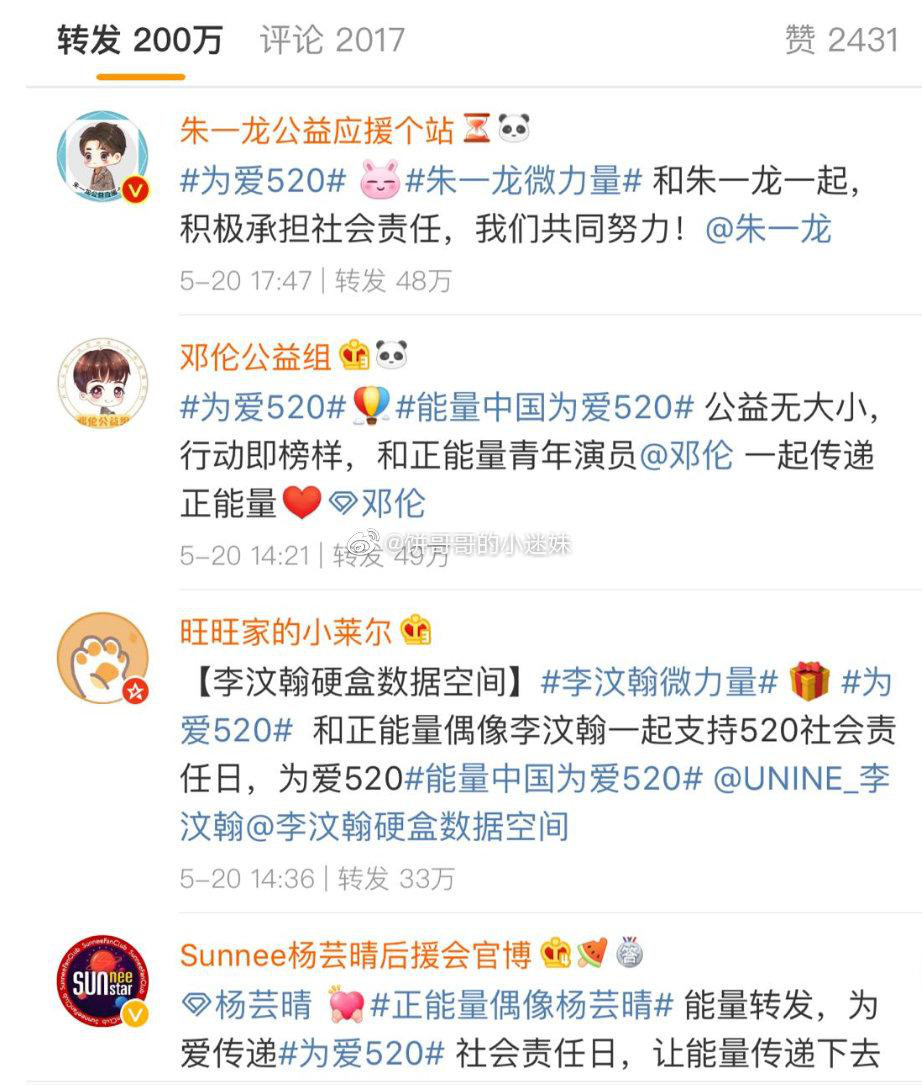 转发 200万 评论 2017 赞 2431
朱一龙公益应援个站
#为爱520# #朱一龙微力量# 和朱一龙一起，
积极承担社会责任，我们共同努力！@朱一龙
5-20 17:47 | 转发 48万
邓伦公益组
#为爱520# #能量中国为爱520# 公益无大小，
行动即榜样，和正能量青年演员@邓伦 一起传递
正能量 邓伦
@饼哥哥的小迷妹
5-20 14:21 | 转发 49万
旺旺家的小莱尔
【李汶翰硬盒数据空间】#李汶翰微力量# #为
爱520# 和正能量偶像李汶翰一起支持520社会责
任日，为爱520#能量中国为爱520# @UNINE_李
汶翰@李汶翰硬盒数据空间
5-20 14:36 | 转发 33万
SUNnee
star
Sunnee杨芸晴后援会官博
杨芸晴 #正能量偶像杨芸晴# 能量转发，为
爱传递#为爱520# 社会责任日，让能量传递下去